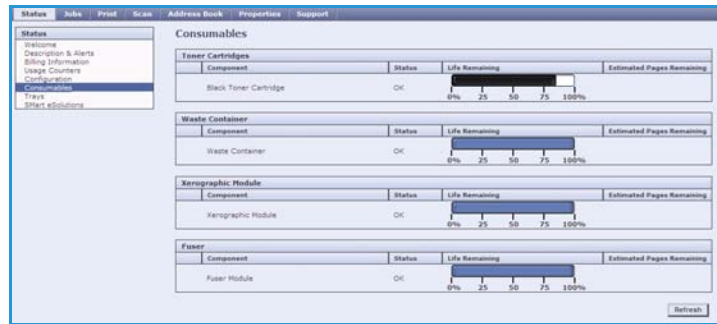 Status Jobs Print Scan Address Book Properties Support
Status
Welcome
Description & Alerts
Billing Information
Usage Counters
Configuration
Consumables
Trays
SMart eSolutions
Consumables
Toner Cartridges
Component Status Life Remaining Estimated Pages Remaining
Black Toner Cartridge OK
0% 25 50 75 100%
Waste Container
Component Status Life Remaining Estimated Pages Remaining
Waste Container OK
0% 25 50 75 100%
Xerographic Module
Component Status Life Remaining Estimated Pages Remaining
Xerographic Module OK
0% 25 50 75 100%
Fuser
Component Status Life Remaining Estimated Pages Remaining
Fuser Module OK
0% 25 50 75 100%
Refresh